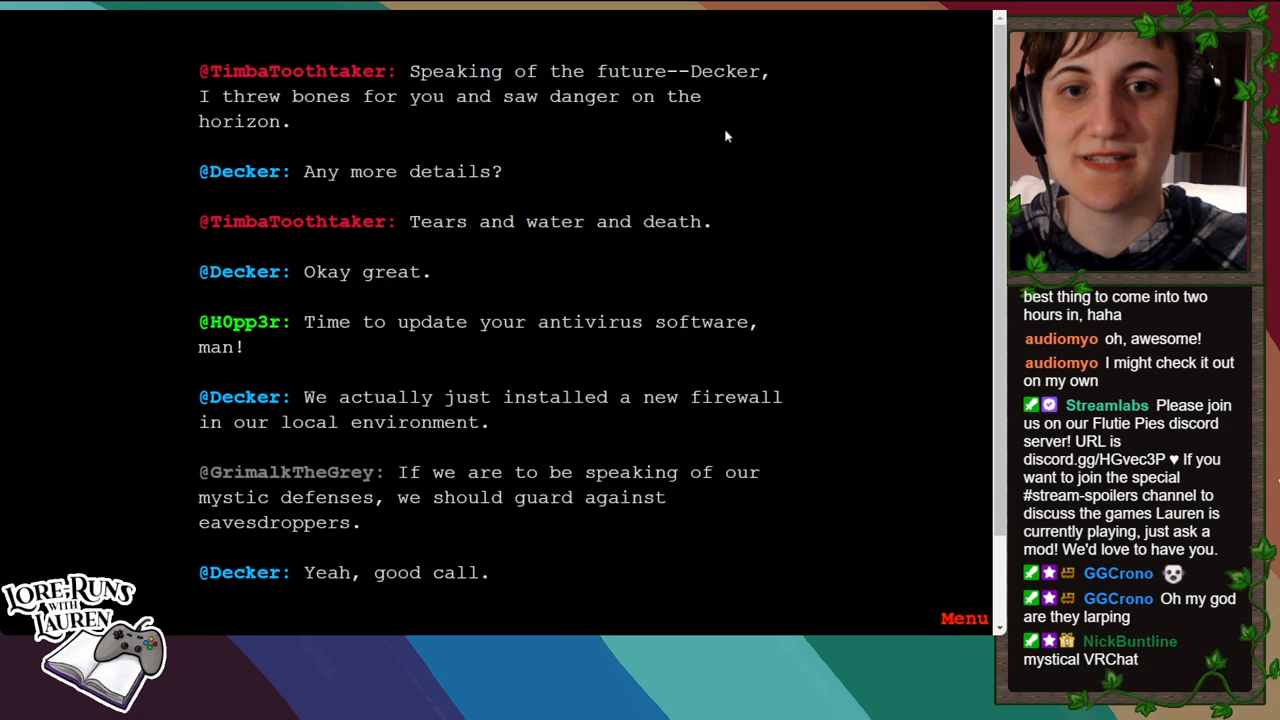 @TimbaToothtaker: Speaking of the future--Decker,
I threw bones for you and saw danger on the
horizon.
@Decker: Any more details?
@TimbaToothtaker: Tears and water and death.
@Decker: Okay great.
@H0pp3r: Time to update your antivirus software,
man!
@Decker: We actually just installed a new firewall
in our local environment.
@GrimalkTheGrey: If we are to be speaking of our
mystic defenses, we should guard against
eavesdroppers.
@Decker: Yeah, good call.
Menu
LORE-RUNS
WITH
LAUREN
best thing to come into two
hours in, haha
audiomyo oh, awesome!
audiomyo I might check it out
on my own
Streamlabs Please join
us on our Flutie Pies discord
server! URL is
discord.gg/HGvec3P ♥ If you
want to join the special
#stream-spoilers channel to
discuss the games Lauren is
currently playing, just ask a
mod! We'd love to have you.
GGCrono
GGCrono Oh my god
are they larping
NickBuntline
mystical VRChat